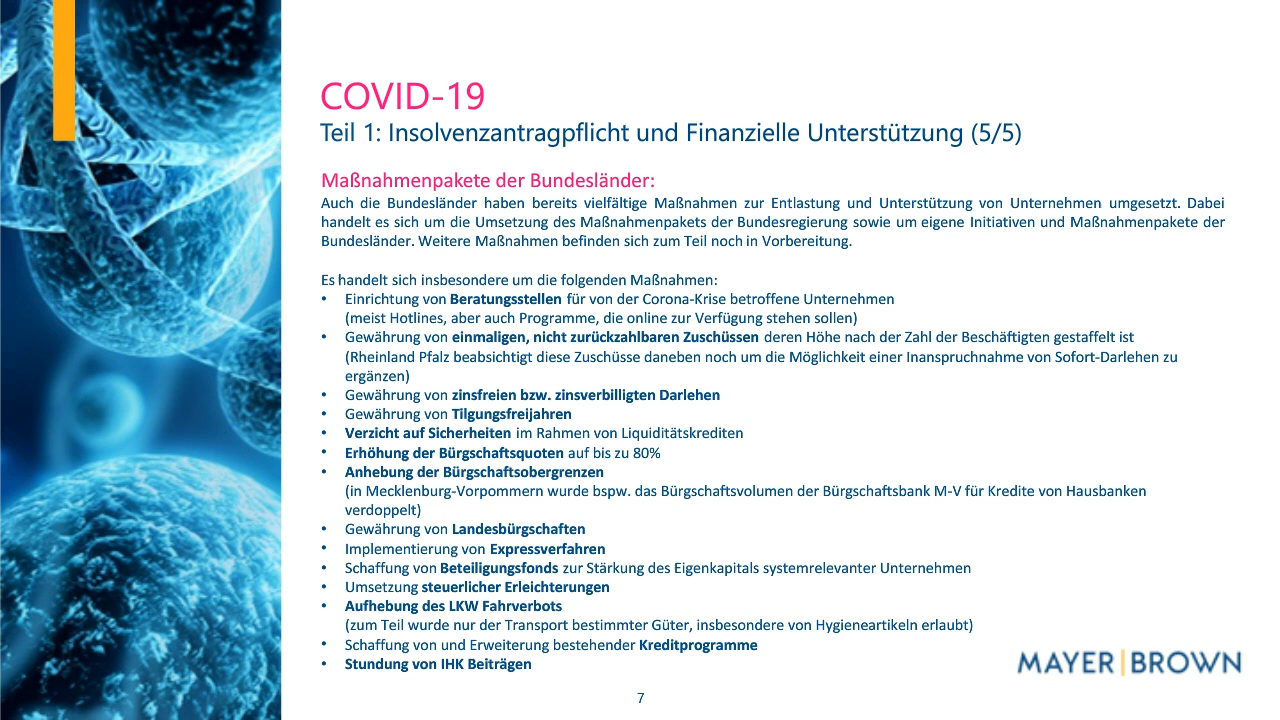 COVID-19
Teil 1: Insolvenzantragpflicht und Finanzielle Unterstützung (5/5)
Maßnahmenpakete der Bundesländer:
Auch die Bundesländer haben bereits vielfältige Maßnahmen zur Entlastung und Unterstützung von Unternehmen umgesetzt. Dabei
handelt es sich um die Umsetzung des Maßnahmenpakets der Bundesregierung sowie um eigene Initiativen und Maßnahmenpakete der
Bundesländer. Weitere Maßnahmen befinden sich zum Teil noch in Vorbereitung.
Es handelt sich insbesondere um die folgenden Maßnahmen:
• Einrichtung von Beratungsstellen für von der Corona-Krise betroffene Unternehmen
(meist Hotlines, aber auch Programme, die online zur Verfügung stehen sollen)
• Gewährung von einmaligen, nicht zurückzahlbaren Zuschüssen deren Höhe nach der Zahl der Beschäftigten gestaffelt ist
(Rheinland Pfalz beabsichtigt diese Zuschüsse daneben noch um die Möglichkeit einer Inanspruchnahme von Sofort-Darlehen zu
ergänzen)
• Gewährung von zinsfreien bzw. zinsverbilligten Darlehen
• Gewährung von Tilgungsfreijahren
• Verzicht auf Sicherheiten im Rahmen von Liquiditätskrediten
• Erhöhung der Bürgschaftsquoten auf bis zu 80%
• Anhebung der Bürgschaftsobergrenzen
(in Mecklenburg-Vorpommern wurde bspw. das Bürgschaftsvolumen der Bürgschaftsbank M-V für Kredite von Hausbanken
verdoppelt)
• Gewährung von Landesbürgschaften
• Implementierung von Expressverfahren
• Schaffung von Beteiligungsfonds zur Stärkung des Eigenkapitals systemrelevanter Unternehmen
• Umsetzung steuerlicher Erleichterungen
• Aufhebung des LKW Fahrverbots
(zum Teil wurde nur der Transport bestimmter Güter, insbesondere von Hygieneartikeln erlaubt)
• Schaffung von und Erweiterung bestehender Kreditprogramme
• Stundung von IHK Beiträgen
MAYER|BROWN
7